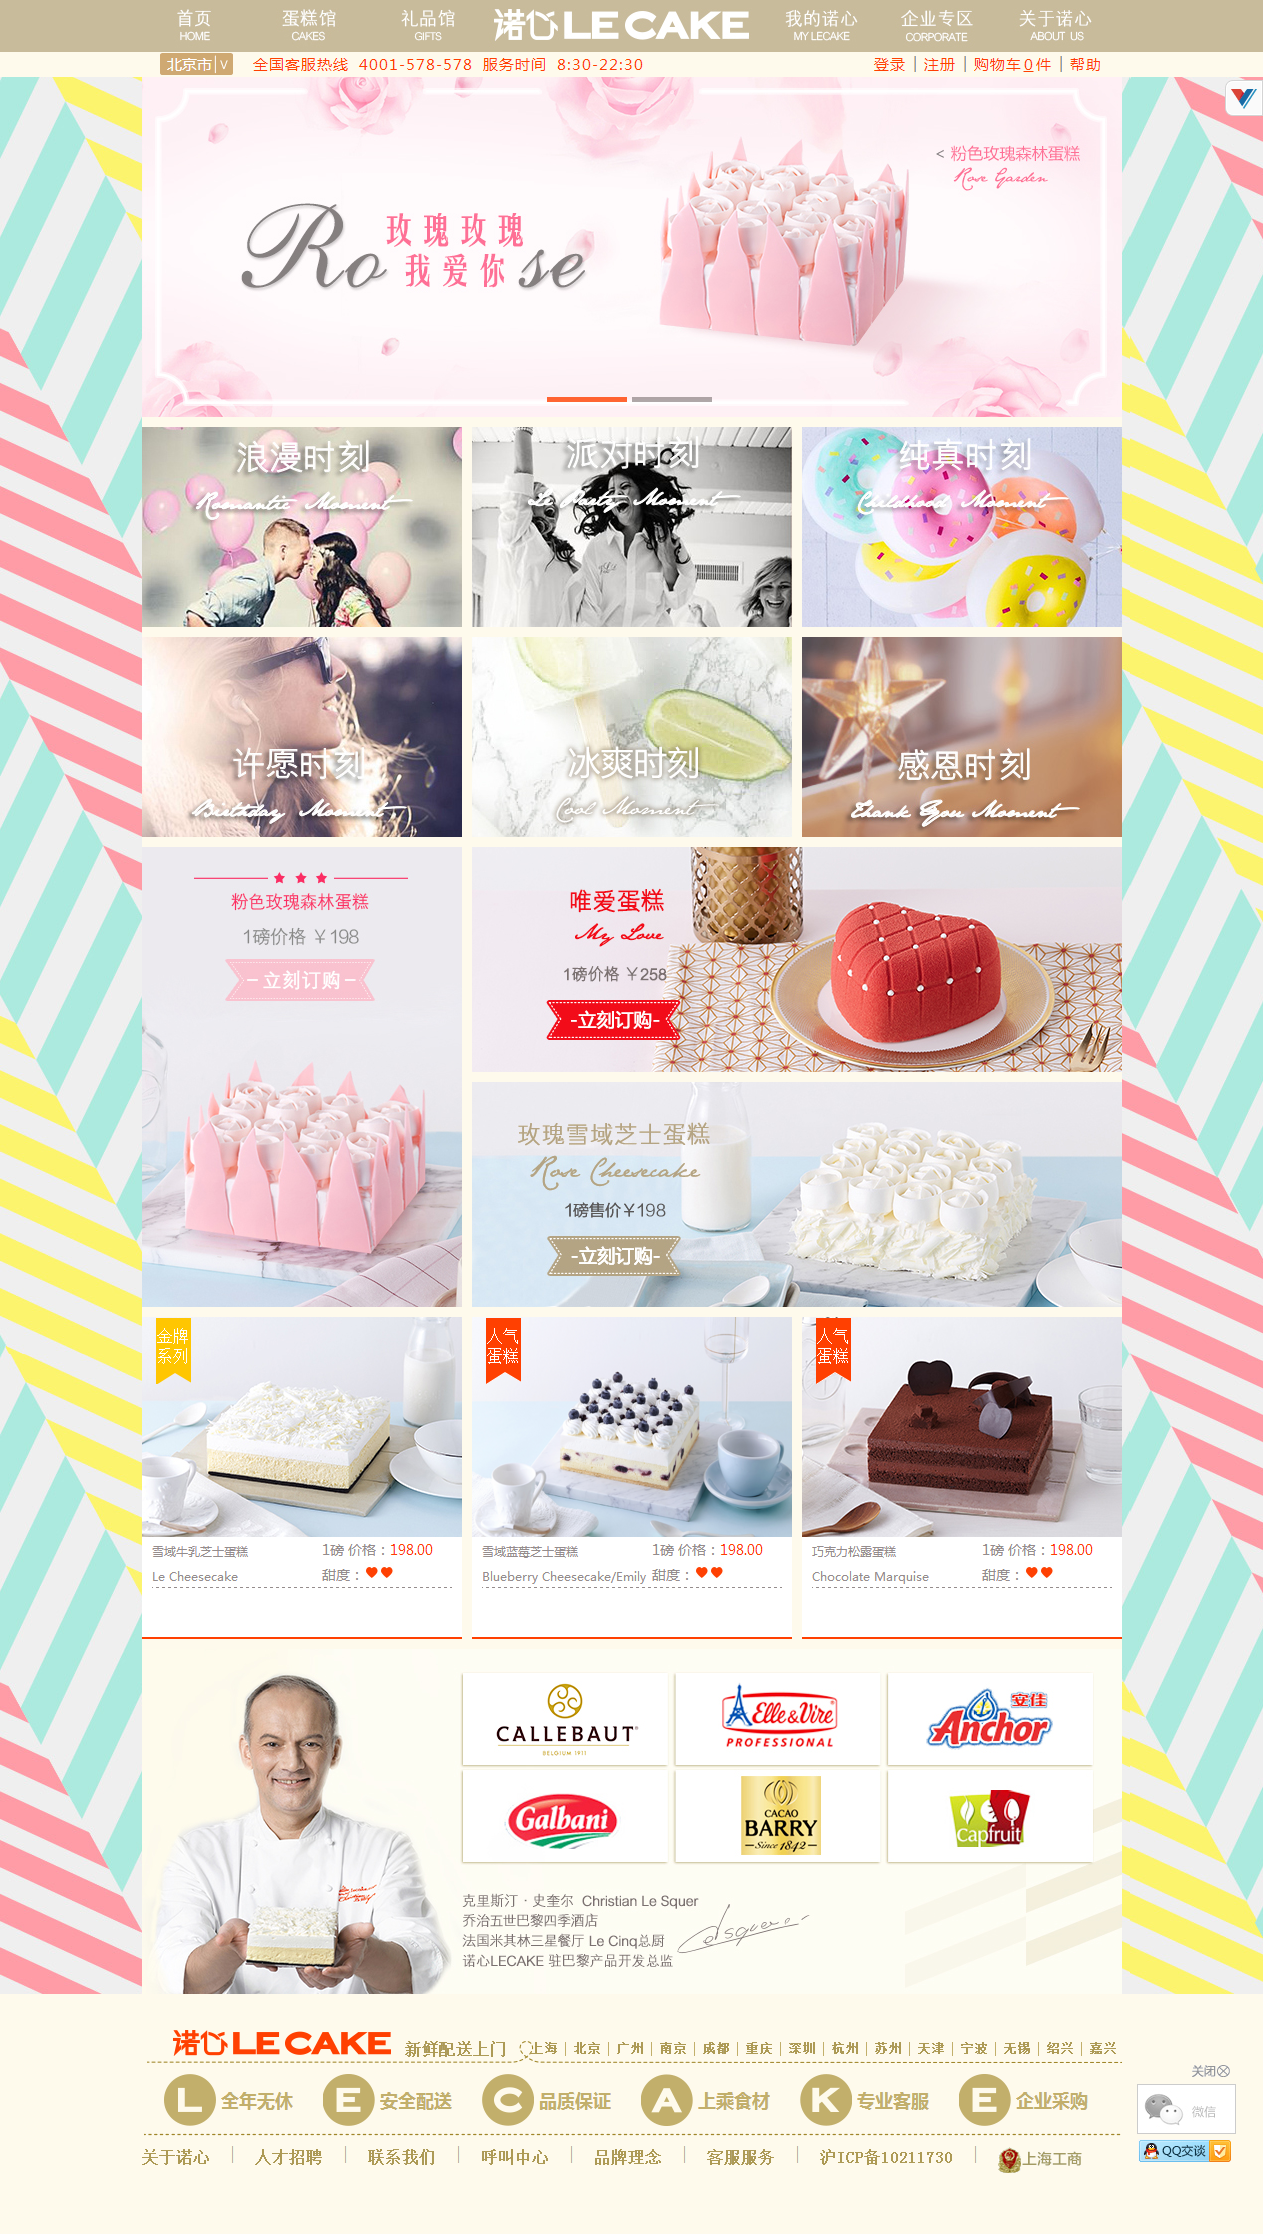 首页 蛋糕馆 礼品馆 诺心 LE CAKE 我的诺心 企业专区 关于诺心
HOME CAKES GIFTS MY LECAKE CORPORATE ABOUT US
北京市|∨ 全国客服热线 4001-578-578 服务时间 8:30-22:30 登录 | 注册 | 购物车0件 | 帮助
< 粉色玫瑰森林蛋糕
Rose Garden
Rose
玫瑰玫瑰
我爱你
浪漫时刻
Romantic Moment
派对时刻
Le Party Moment
纯真时刻
Childhood Moment
许愿时刻
Birthday Moment
冰爽时刻
Cool Moment
感恩时刻
Thank You Moment
粉色玫瑰森林蛋糕
1磅价格 ￥198
– 立刻订购 –
唯爱蛋糕
My Love
1磅价格 ￥258
-立刻订购-
玫瑰雪域芝士蛋糕
Rose Cheesecake
1磅售价￥198
-立刻订购-
金牌
系列
人气
蛋糕
人气
蛋糕
雪域牛乳芝士蛋糕 1磅 价格：198.00
Le Cheesecake 甜度：
雪域蓝莓芝士蛋糕 1磅 价格：198.00
Blueberry Cheesecake/Emily 甜度：
巧克力松露蛋糕 1磅 价格：198.00
Chocolate Marquise 甜度：
CALLEBAUT
BELGIUM 1911
Elle&Vire
PROFESSIONAL
安佳
Anchor
Galbani
CACAO
BARRY
Since 1842
Capfruit
克里斯汀·史奎尔 Christian Le Squer
乔治五世巴黎四季酒店
法国米其林三星餐厅 Le Cinq总厨
诺心LECAKE 驻巴黎产品开发总监
诺心 LE CAKE 新鲜配送上门 上海 | 北京 | 广州 | 南京 | 成都 | 重庆 | 深圳 | 杭州 | 苏州 | 天津 | 宁波 | 无锡 | 绍兴 | 嘉兴
L 全年无休 E 安全配送 C 品质保证 A 上乘食材 K 专业客服 E 企业采购
关于诺心 | 人才招聘 | 联系我们 | 呼叫中心 | 品牌理念 | 客服服务 | 沪ICP备10211730 | 上海工商
关闭
微信
QQ交谈